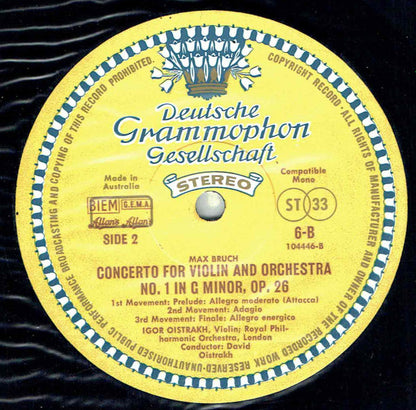 UNAUTHORISED PUBLIC PERFORMANCE BROADCASTING AND COPYING OF THIS RECORD PROHIBITED.
COPYRIGHT RECORD - ALL RIGHTS OF MANUFACTURER AND OWNER OF THE RECORDED WORK RESERVED-
Deutsche
Grammophon
Gesellschaft
STEREO
Made in
Australia
Compatible
Mono
BIEM
G.E.M.A.
Allan's Allan's
ST 33
SIDE 2
6-B
104446-B
MAX BRUCH
CONCERTO FOR VIOLIN AND ORCHESTRA
NO. 1 IN G MINOR, OP. 26
1st Movement: Prelude: Allegro moderato (Attacca)
2nd Movement: Adagio
3rd Movement: Finale: Allegro energico
IGOR OISTRAKH, Violin; Royal Phil-
harmonic Orchestra, London
Conductor: David
Oistrakh